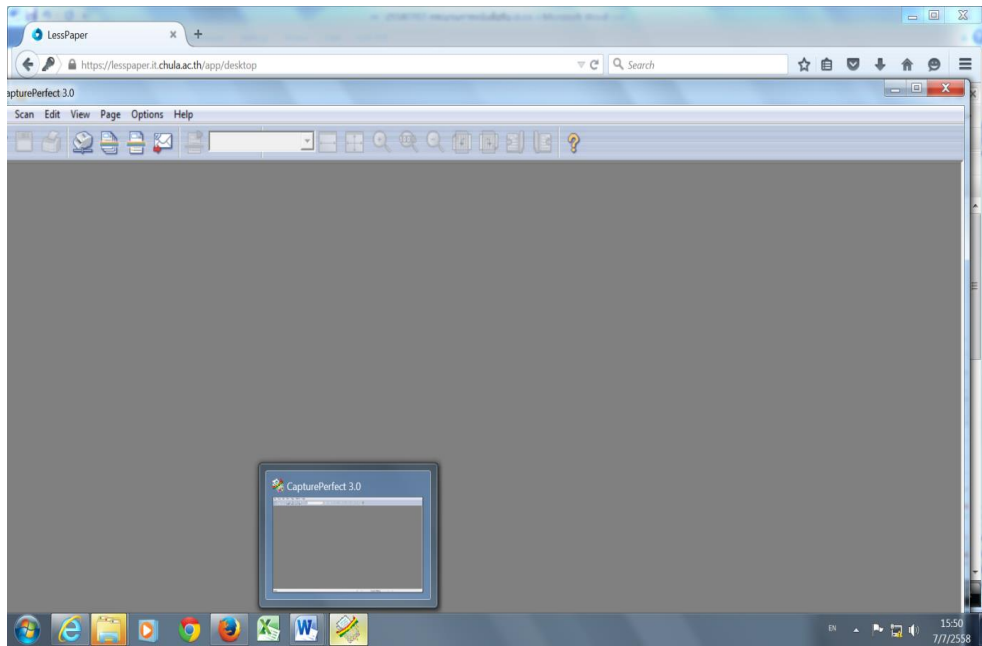 LessPaper
https://lesspaper.it.chula.ac.th/app/desktop
Search
apturePerfect 3.0
Scan Edit View Page Options Help
CapturePerfect 3.0
EN
15:50
7/7/2558